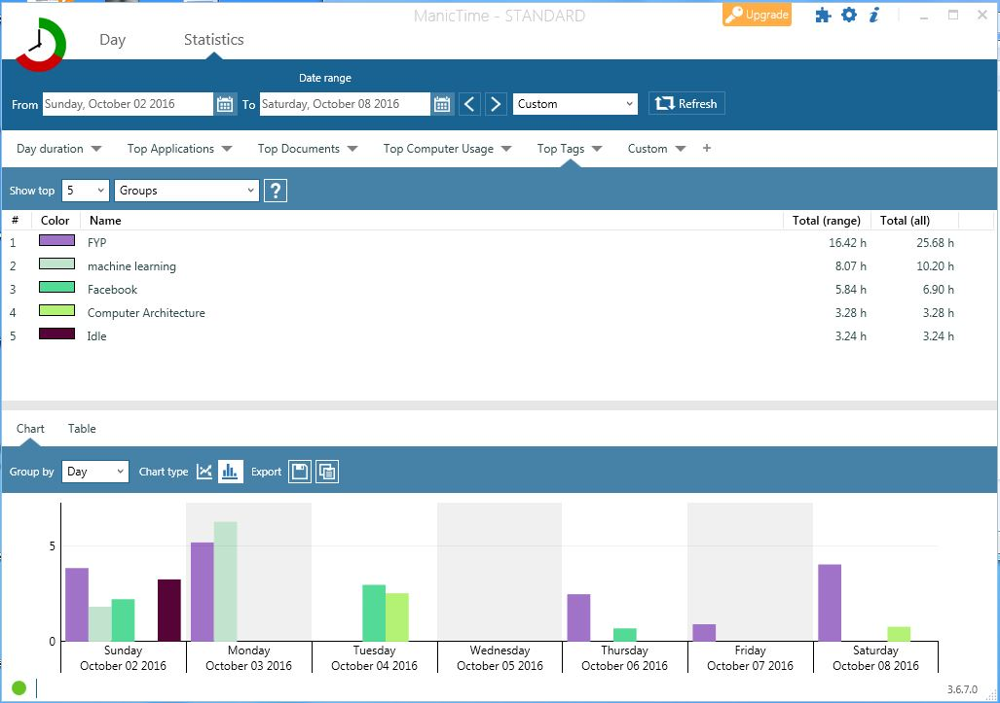 ManicTime - STANDARD
Upgrade
Day Statistics
Date range
From Sunday, October 02 2016 To Saturday, October 08 2016 Custom Refresh
Day duration Top Applications Top Documents Top Computer Usage Top Tags Custom +
Show top 5 Groups ?
# Color Name Total (range) Total (all)
1 FYP 16.42 h 25.68 h
2 machine learning 8.07 h 10.20 h
3 Facebook 5.84 h 6.90 h
4 Computer Architecture 3.28 h 3.28 h
5 Idle 3.24 h 3.24 h
Chart Table
Group by Day Chart type Export
5
0
Sunday Monday Tuesday Wednesday Thursday Friday Saturday
October 02 2016 October 03 2016 October 04 2016 October 05 2016 October 06 2016 October 07 2016 October 08 2016
3.6.7.0